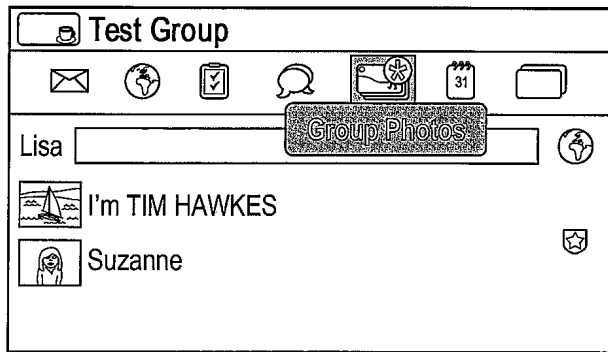 Test Group
31
Group Photos
Lisa
I'm TIM HAWKES
Suzanne